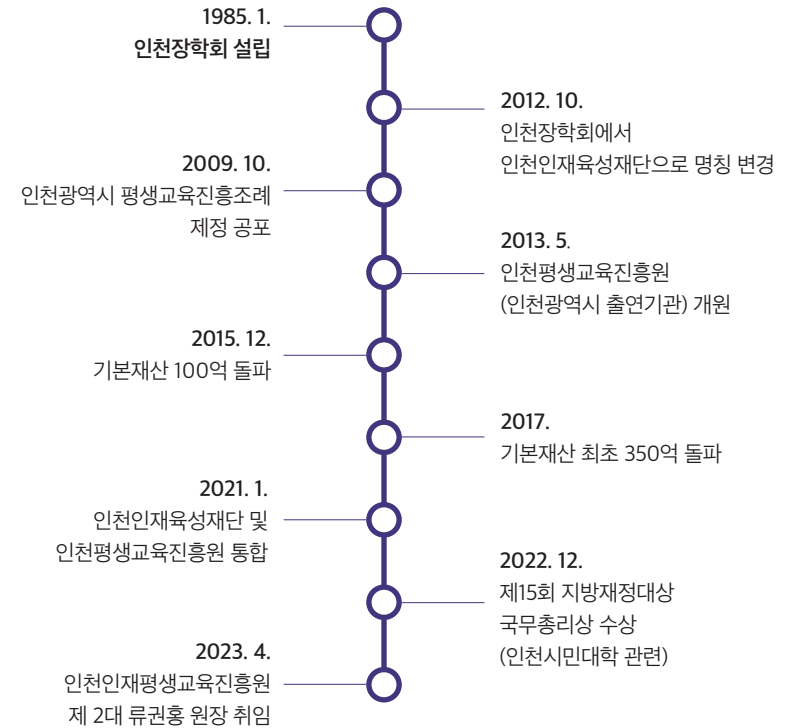 1985. 1.
인천장학회 설립
2012. 10.
인천장학회에서
인천인재육성재단으로 명칭 변경
2009. 10.
인천광역시 평생교육진흥조례
제정 공포
2013. 5.
인천평생교육진흥원
(인천광역시 출연기관) 개원
2015. 12.
기본재산 100억 돌파
2017.
기본재산 최초 350억 돌파
2021. 1.
인천인재육성재단 및
인천평생교육진흥원 통합
2022. 12.
제15회 지방재정대상
국무총리상 수상
(인천시민대학 관련)
2023. 4.
인천인재평생교육진흥원
제 2대 류권홍 원장 취임